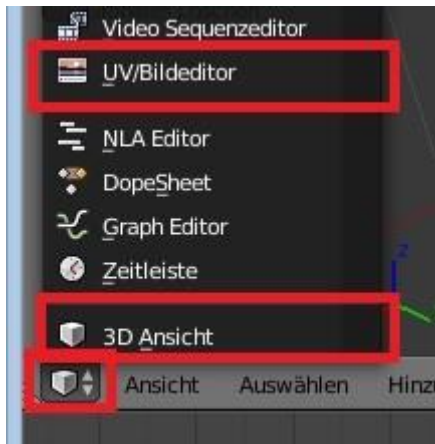 Video Sequenzeditor
UV/Bildeditor
NLA Editor
DopeSheet
Graph Editor
Zeitleiste
3D Ansicht
Ansicht Auswählen
z